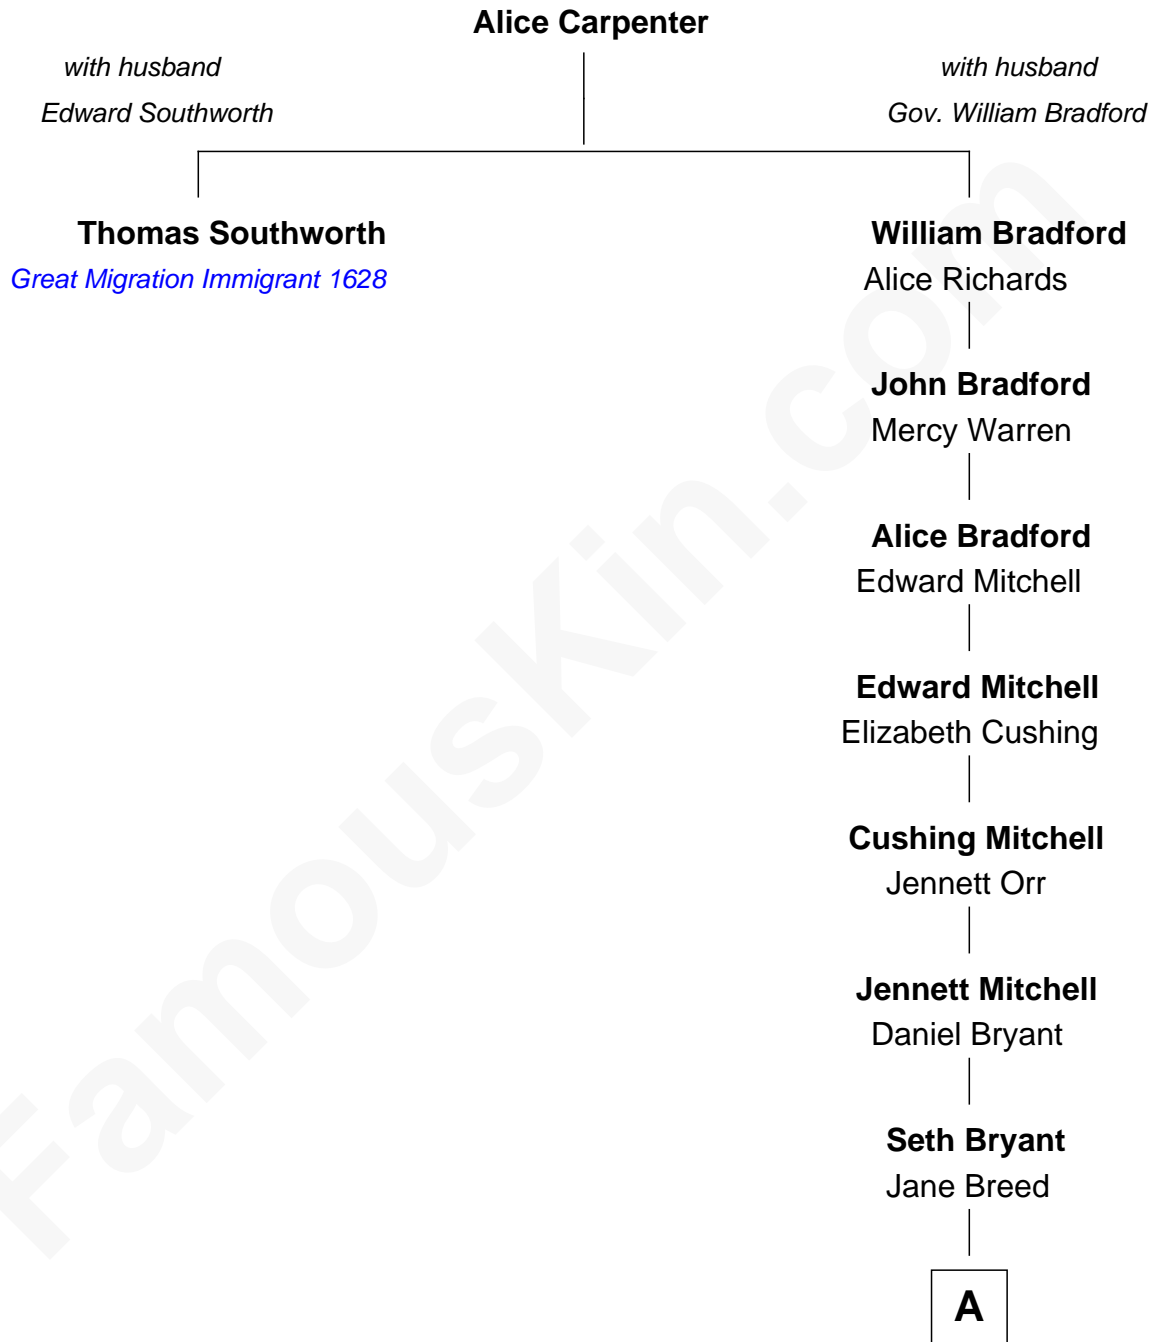 Alice Carpenter
with husband
Edward Southworth
with husband
Gov. William Bradford
Thomas Southworth
Great Migration Immigrant 1628
William Bradford
Alice Richards
John Bradford
Mercy Warren
Alice Bradford
Edward Mitchell
Edward Mitchell
Elizabeth Cushing
Cushing Mitchell
Jennett Orr
Jennett Mitchell
Daniel Bryant
Seth Bryant
Jane Breed
A
FamousKin.com